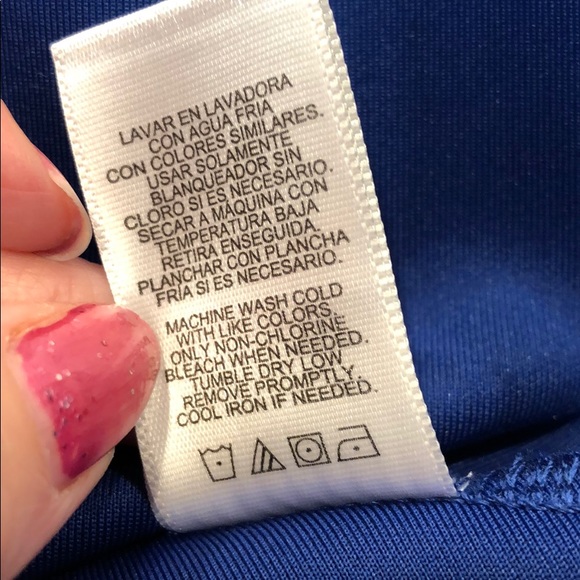 LAVAR EN LAVADORA
CON AGUA FRIA
CON COLORES SIMILARES.
USAR SOLAMENTE
BLANQUEADOR SIN
CLORO SI ES NECESARIO.
SECAR A MÁQUINA CON
TEMPERATURA BAJA
RETIRA ENSEGUIDA.
PLANCHAR CON PLANCHA
FRIA SI ES NECESARIO.
MACHINE WASH COLD
WITH LIKE COLORS.
ONLY NON-CHLORINE
BLEACH WHEN NEEDED.
TUMBLE DRY LOW
REMOVE PROMPTLY.
COOL IRON IF NEEDED.